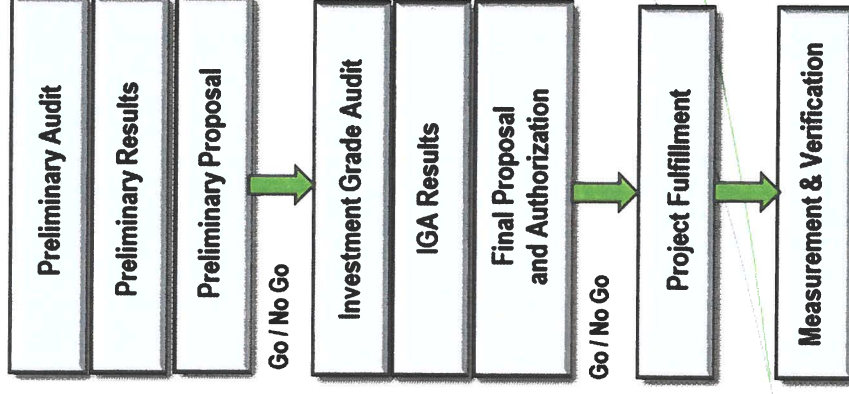 Preliminary Audit
Preliminary Results
Preliminary Proposal
Go / No Go
Investment Grade Audit
IGA Results
Final Proposal
and Authorization
Go / No Go
Project Fulfillment
Measurement & Verification